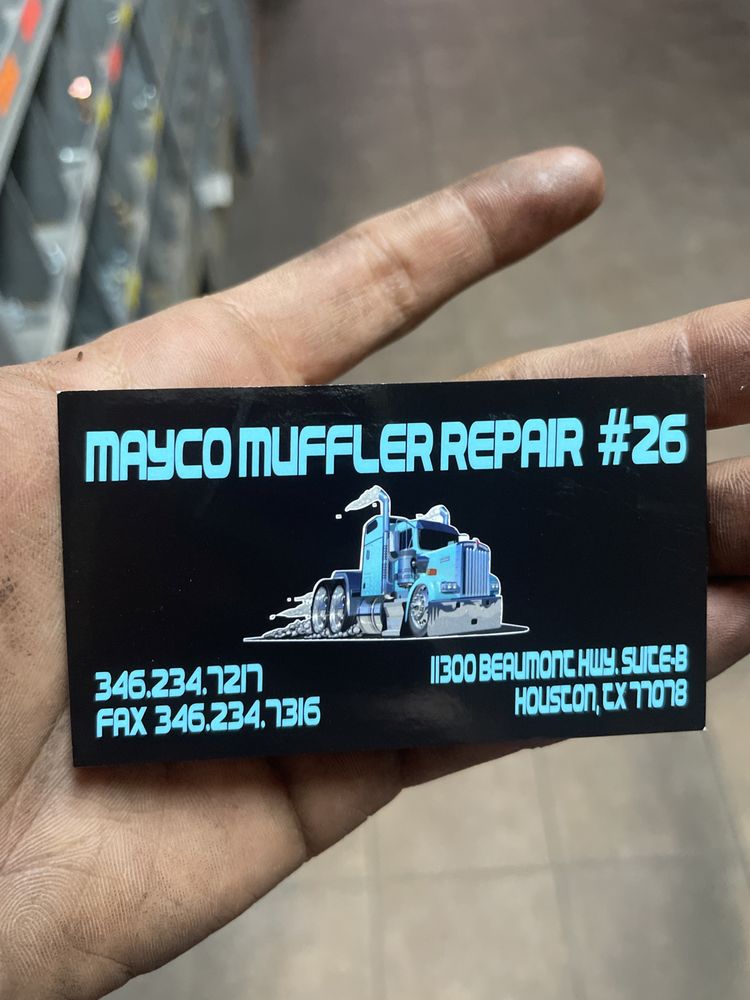 MAYCO MUFFLER REPAIR #26
346.234.7217
FAX 346.234.7316
11300 BEAUMONT HWY. SUITE-B
HOUSTON, TX 77078